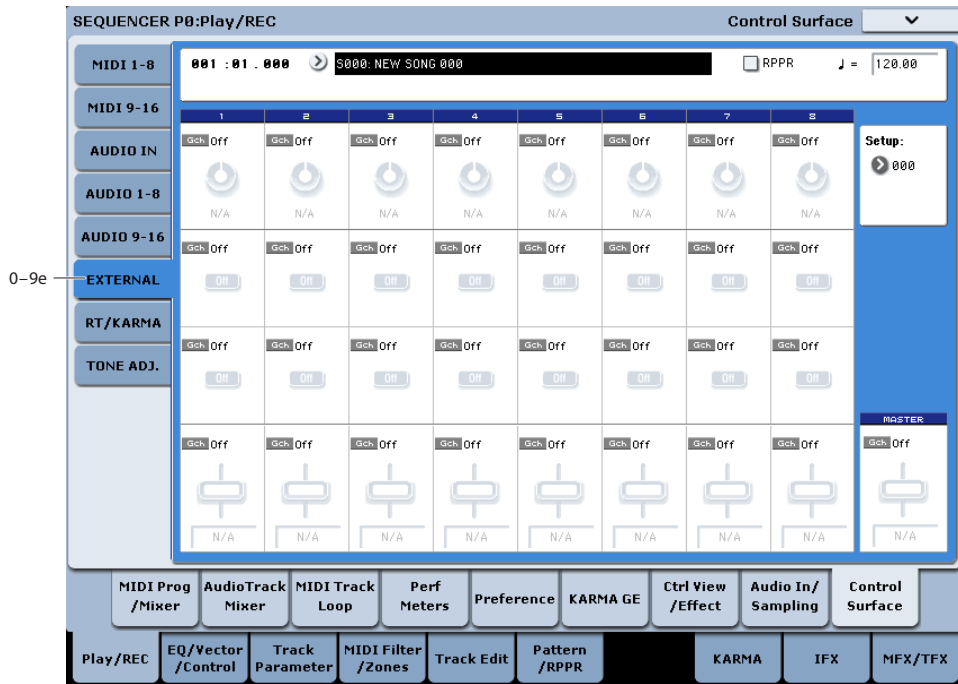 SEQUENCER P0:Play/REC Control Surface
MIDI 1-8
MIDI 9-16
AUDIO IN
AUDIO 1-8
AUDIO 9-16
0–9e
EXTERNAL
RT/KARMA
TONE ADJ.
001 :01 . 000 S000: NEW SONG 000 RPPR ♩ = 120.00
1 2 3 4 5 6 7 8
Gch Off Gch Off Gch Off Gch Off Gch Off Gch Off Gch Off Gch Off
N/A N/A N/A N/A N/A N/A N/A N/A
Setup:
000
Gch Off Gch Off Gch Off Gch Off Gch Off Gch Off Gch Off Gch Off
Off Off Off Off Off Off Off Off
Gch Off Gch Off Gch Off Gch Off Gch Off Gch Off Gch Off Gch Off
Off Off Off Off Off Off Off Off
MASTER
Gch Off Gch Off Gch Off Gch Off Gch Off Gch Off Gch Off Gch Off Gch Off
N/A N/A N/A N/A N/A N/A N/A N/A N/A
MIDI Prog
/Mixer
AudioTrack
Mixer
MIDI Track
Loop
Perf
Meters
Preference
KARMA GE
Ctrl View
/Effect
Audio In/
Sampling
Control
Surface
Play/REC
EQ/Vector
/Control
Track
Parameter
MIDI Filter
/Zones
Track Edit
Pattern
/RPPR
KARMA
IFX
MFX/TFX